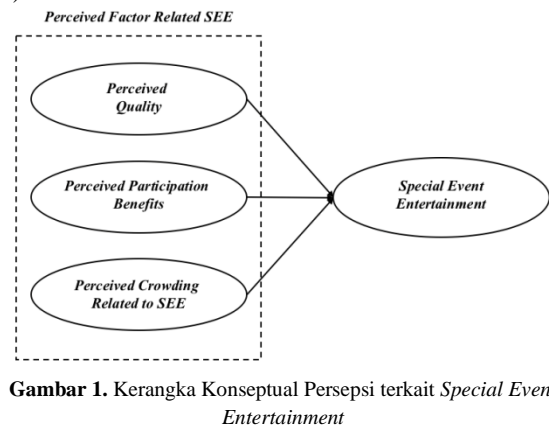 Perceived Factor Related SEE
Perceived
Quality
Perceived Participation
Benefits
Special Event
Entertainment
Perceived Crowding
Related to SEE
Gambar 1. Kerangka Konseptual Persepsi terkait Special Even
Entertainment